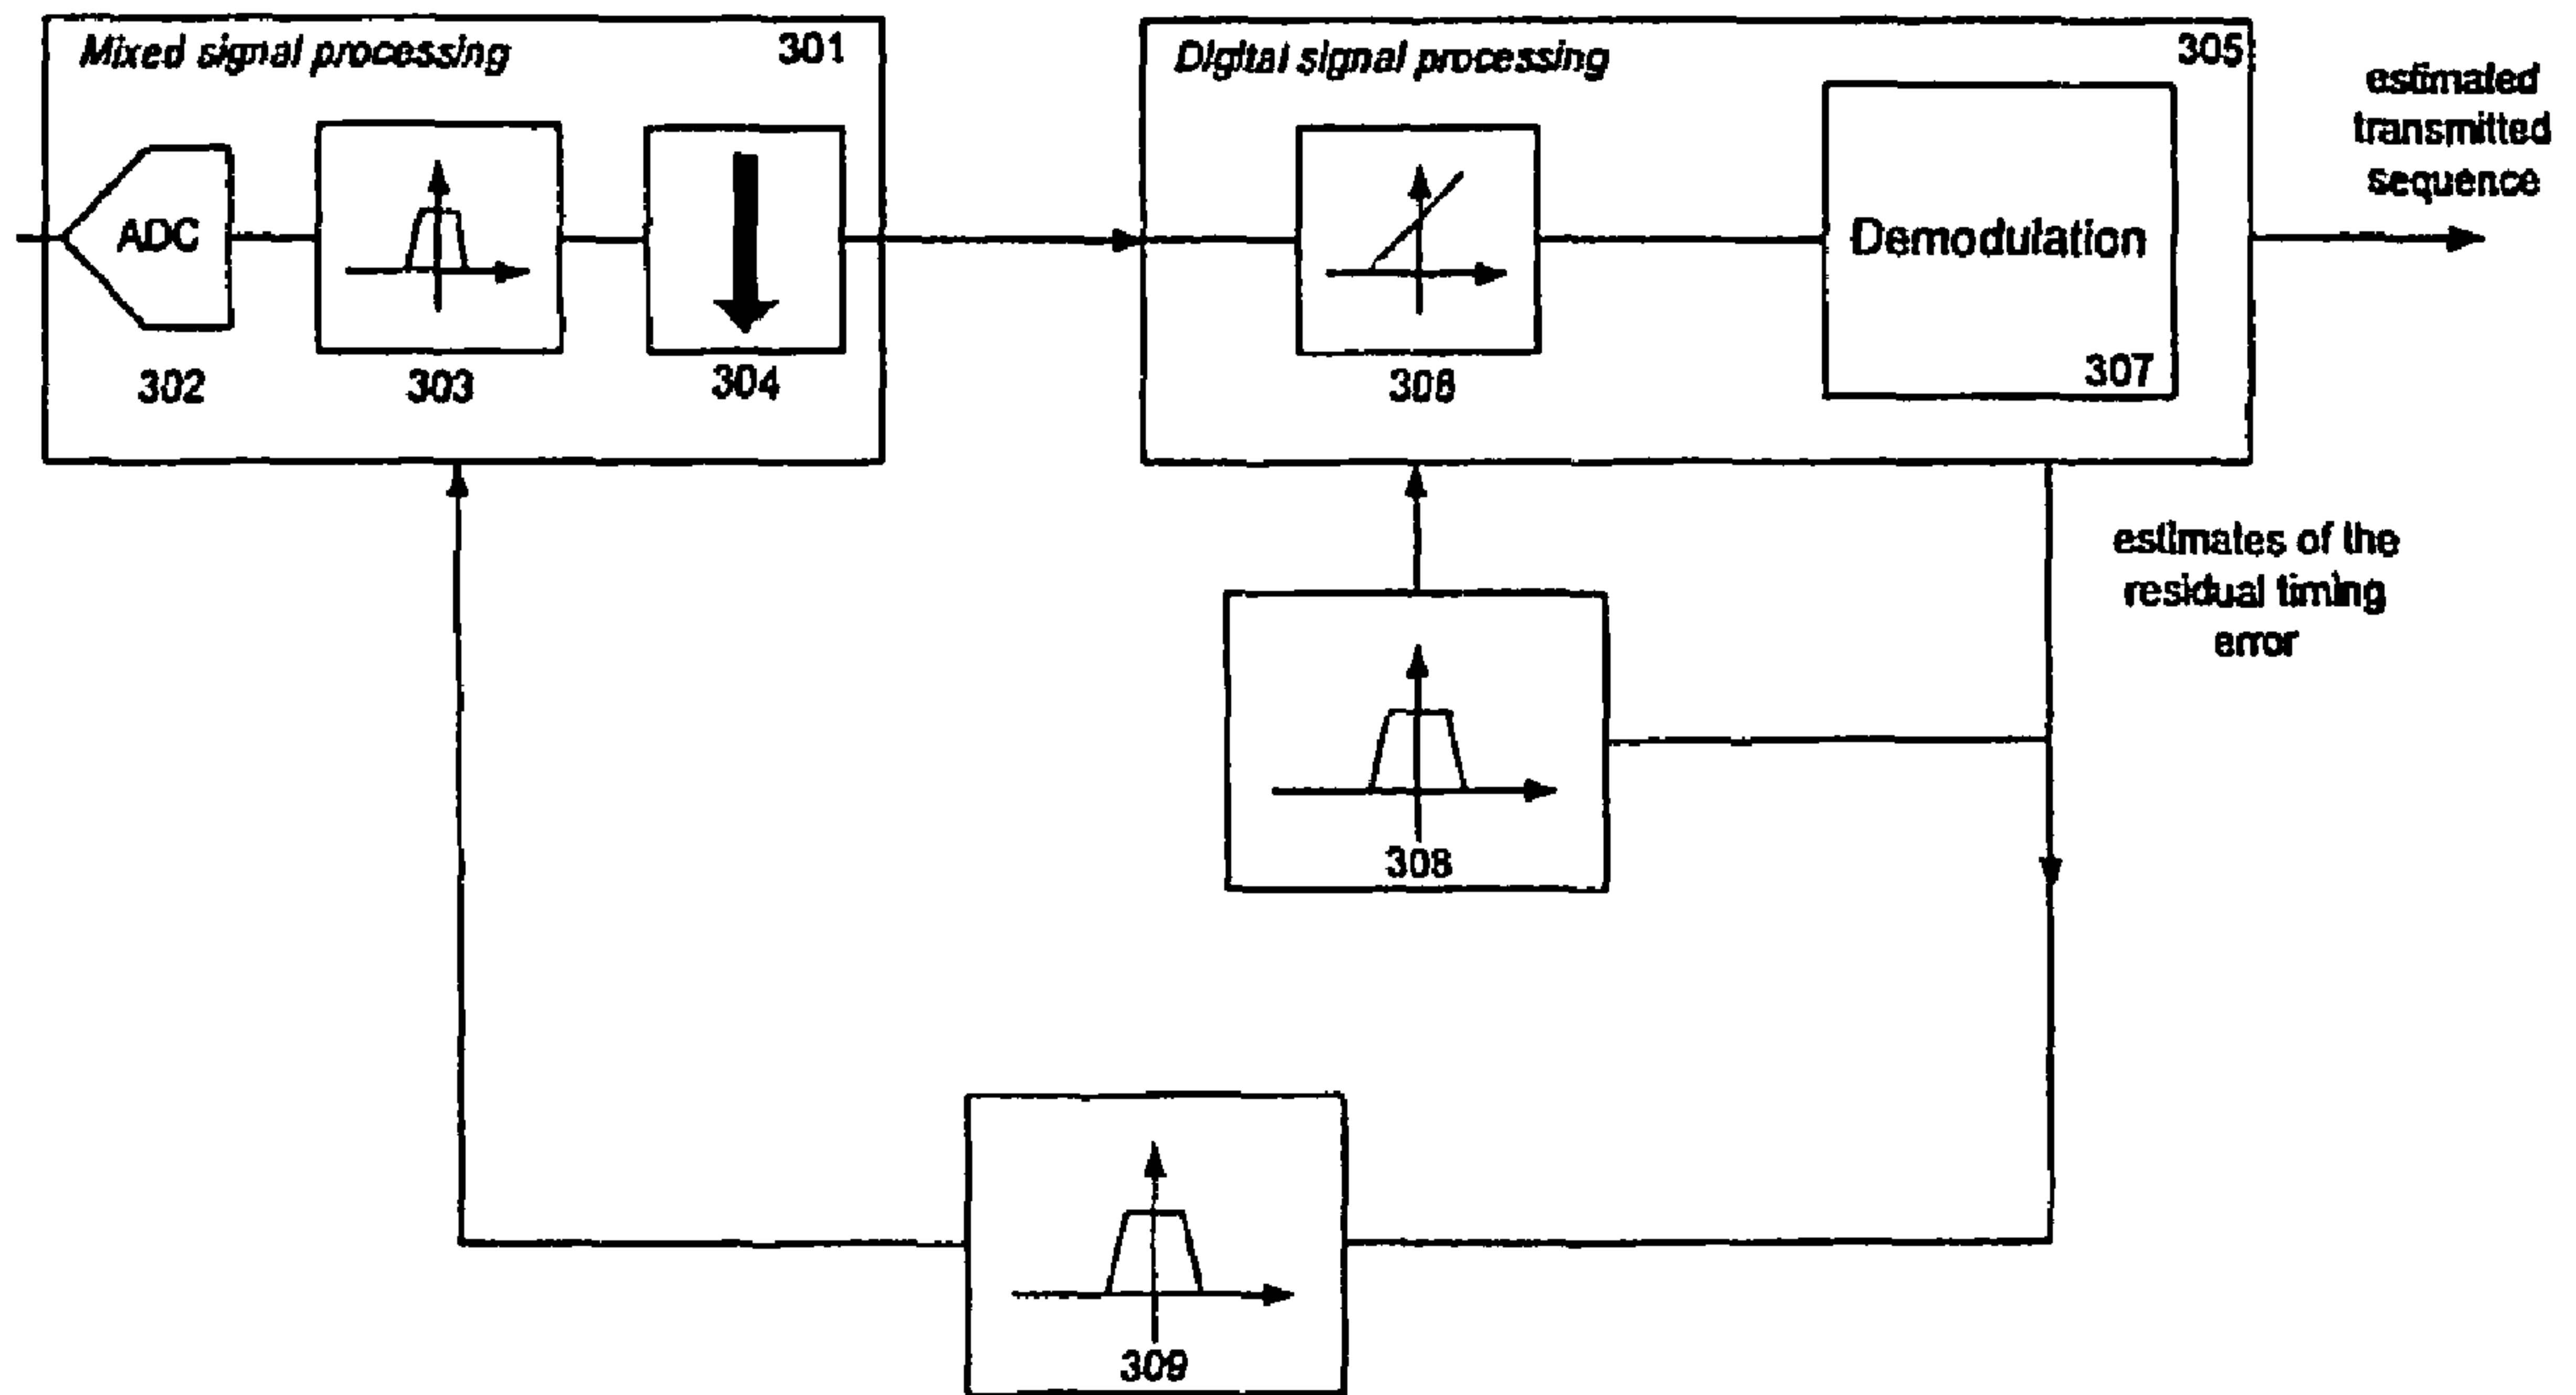 Mixed signal processing
301
Digital signal processing
305
estimated
transmitted
sequence
ADC
Demodulation
302
303
304
306
307
estimates of the
residual timing
error
308
309